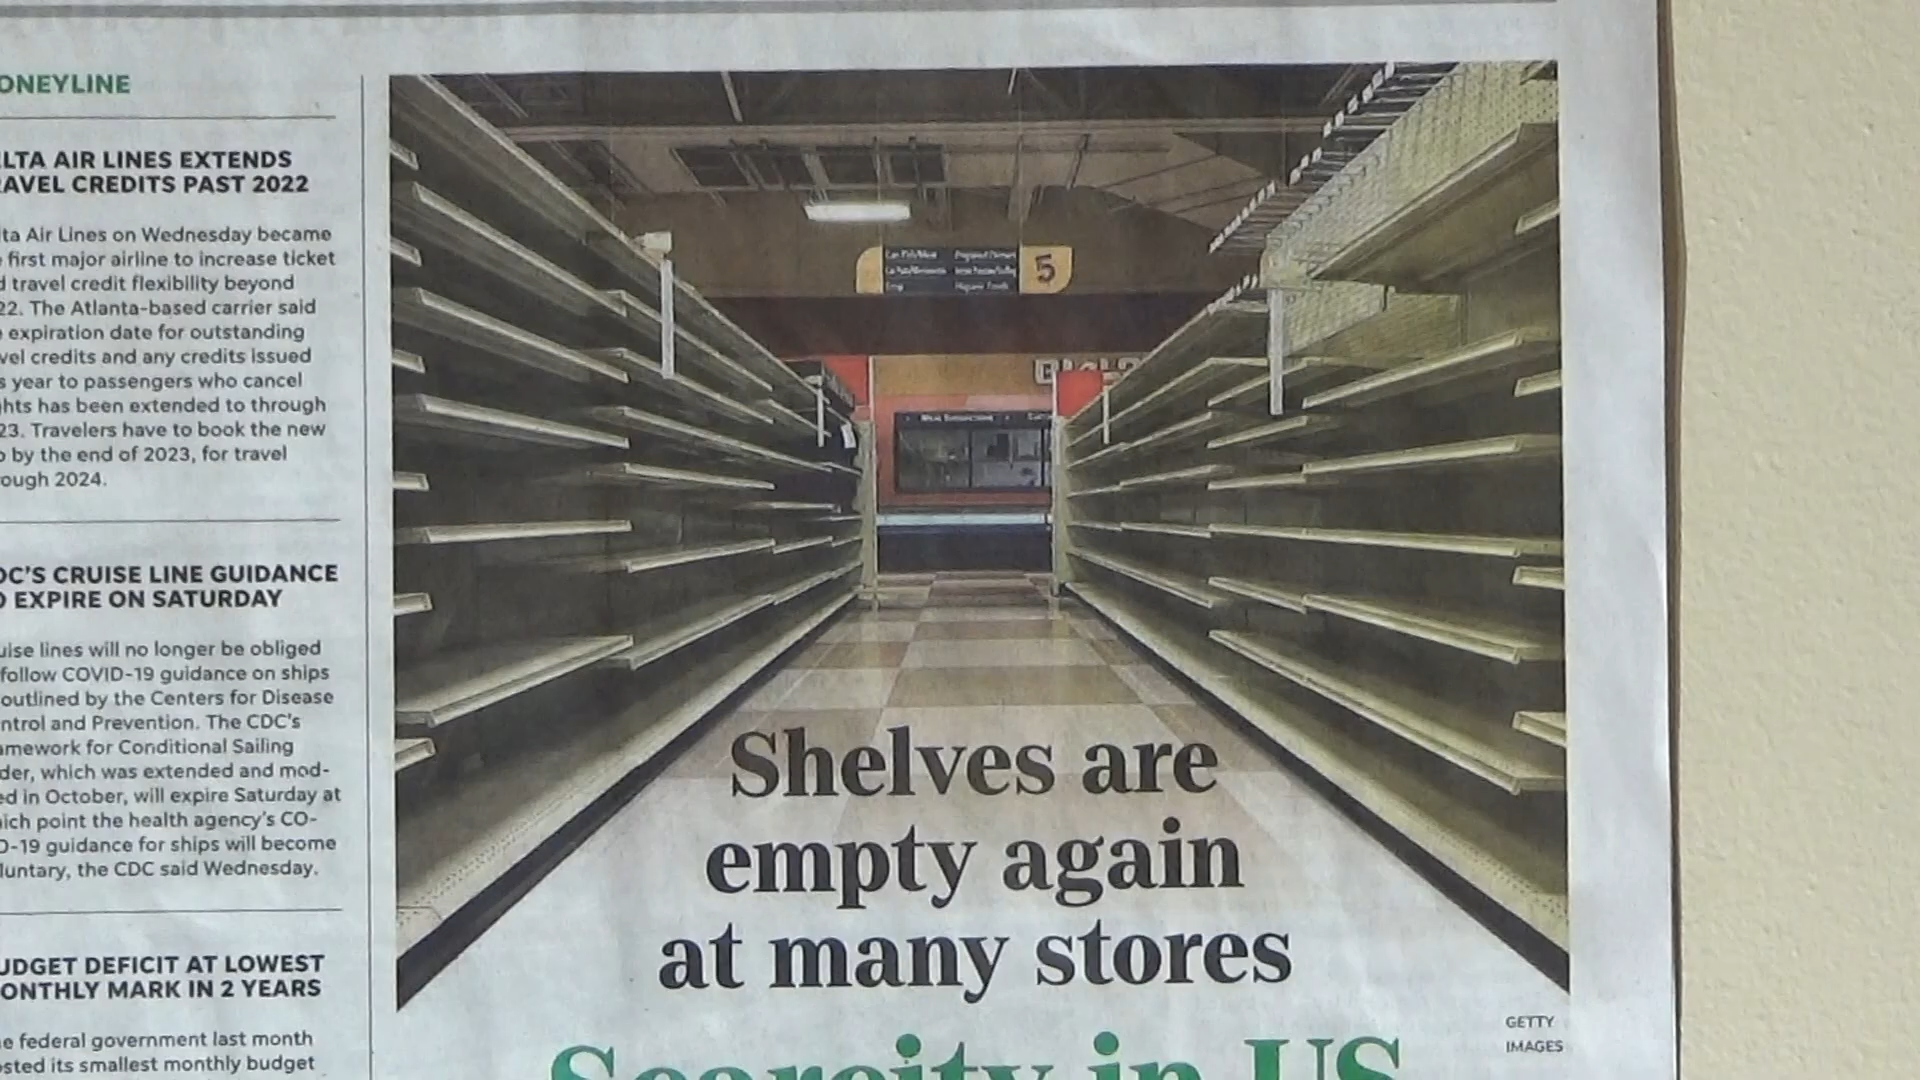 ONEYLINE
LTA AIR LINES EXTENDS
AVEL CREDITS PAST 2022
ta Air Lines on Wednesday became
first major airline to increase ticket
d travel credit flexibility beyond
22. The Atlanta-based carrier said
expiration date for outstanding
vel credits and any credits issued
s year to passengers who cancel
hts has been extended to through
23. Travelers have to book the new
by the end of 2023, for travel
ough 2024.
C'S CRUISE LINE GUIDANCE
EXPIRE ON SATURDAY
uise lines will no longer be obliged
follow COVID-19 guidance on ships
outlined by the Centers for Disease
ntrol and Prevention. The CDC's
amework for Conditional Sailing
der, which was extended and mod-
ed in October, will expire Saturday at
ich point the health agency's CO-
D-19 guidance for ships will become
luntary, the CDC said Wednesday.
UDGET DEFICIT AT LOWEST
ONTHLY MARK IN 2 YEARS
e federal government last month
sted its smallest monthly budget
5
Shelves are
empty again
at many stores
GETTY
IMAGES
Scarcity in US